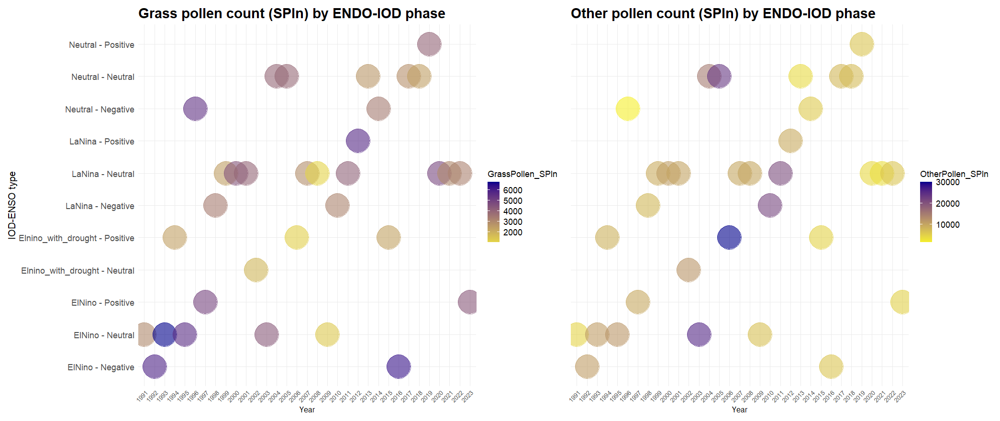 Grass pollen count (SPIn) by ENDO-IOD phase
IOD-ENSO type
Neutral - Positive
Neutral - Neutral
Neutral - Negative
LaNina - Positive
LaNina - Neutral
LaNina - Negative
Elnino_with_drought - Positive
Elnino_with_drought - Neutral
ElNino - Positive
ElNino - Neutral
ElNino - Negative
1991 1992 1993 1994 1995 1996 1997 1998 1999 2000 2001 2002 2003 2004 2005 2006 2007 2008 2009 2010 2011 2012 2013 2014 2015 2016 2017 2018 2019 2020 2021 2022 2023
Year
GrassPollen_SPIn
6000
5000
4000
3000
2000
Other pollen count (SPIn) by ENDO-IOD phase
1991 1992 1993 1994 1995 1996 1997 1998 1999 2000 2001 2002 2003 2004 2005 2006 2007 2008 2009 2010 2011 2012 2013 2014 2015 2016 2017 2018 2019 2020 2021 2022 2023
Year
OtherPollen_SPIn
30000
20000
10000